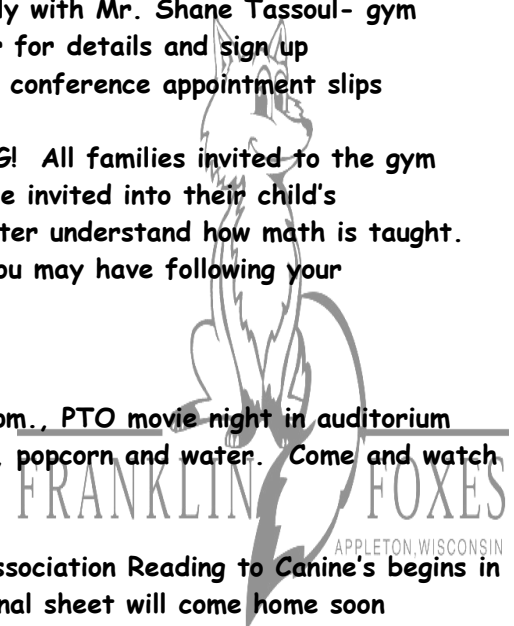 ly with Mr. Shane Tassoul- gym
for details and sign up
conference appointment slips
G! All families invited to the gym
e invited into their child's
ter understand how math is taught.
ou may have following your
om., PTO movie night in auditorium
popcorn and water. Come and watch
FRANKLIN FOXES
APPLETON, WISCONSIN
ssociation Reading to Canine's begins in
nal sheet will come home soon